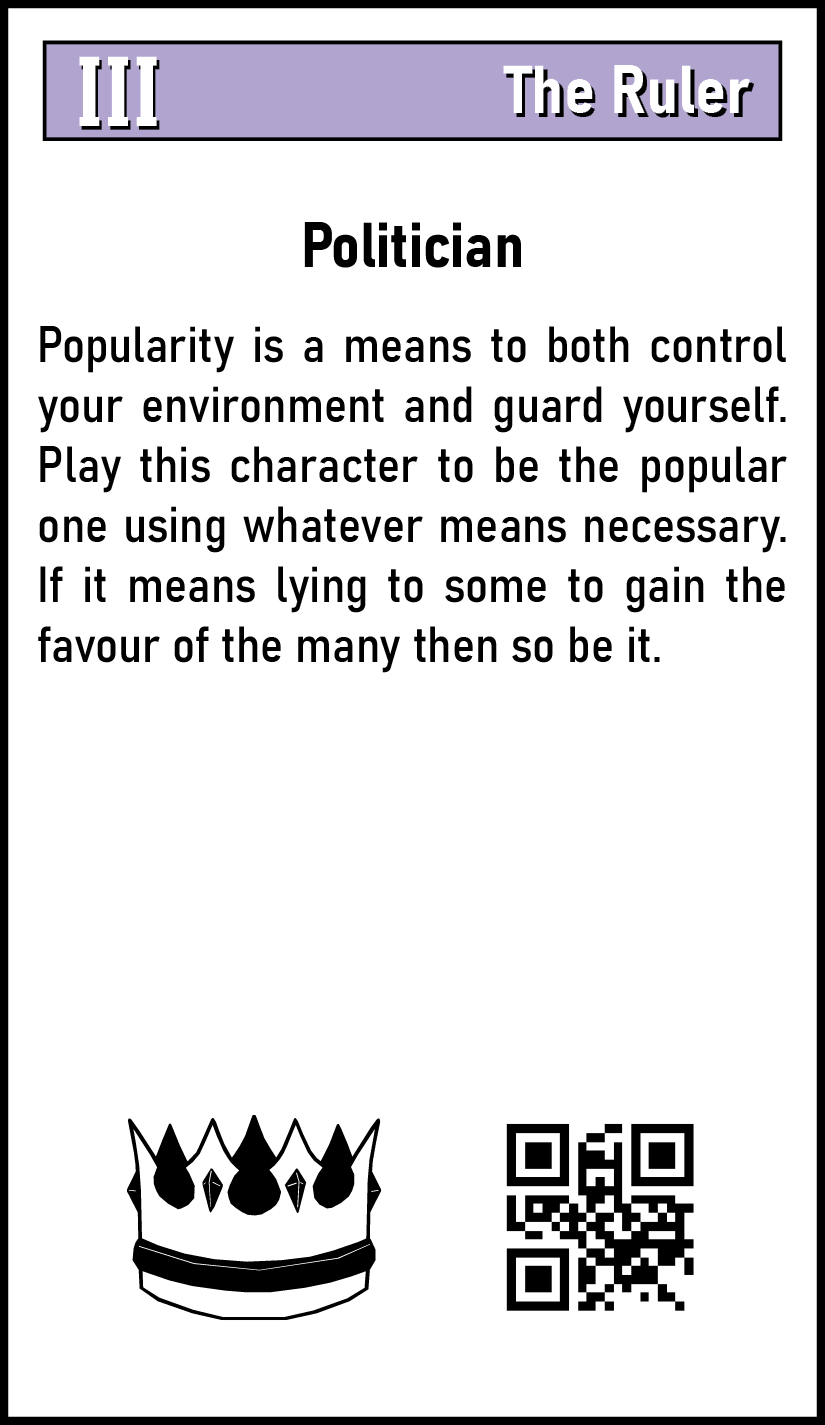 III The Ruler
Politician
Popularity is a means to both control
your environment and guard yourself.
Play this character to be the popular
one using whatever means necessary.
If it means lying to some to gain the
favour of the many then so be it.